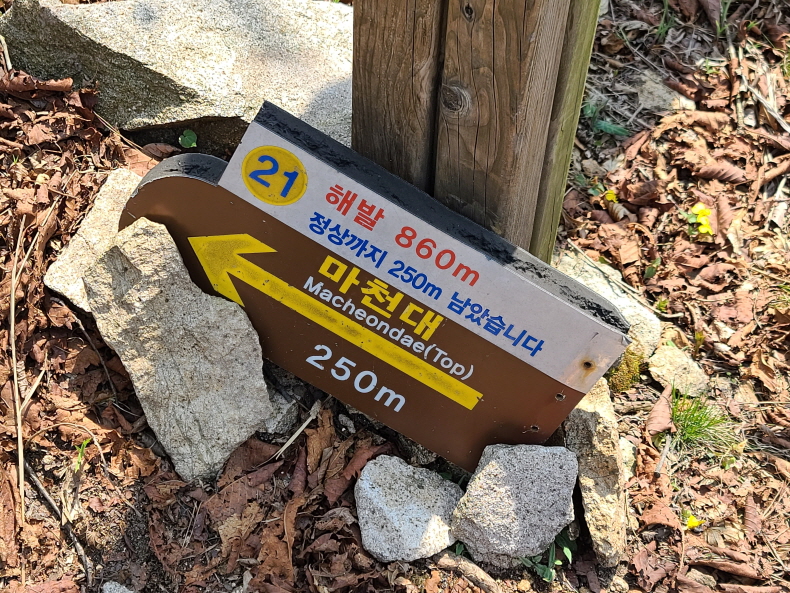 21
해발 860m
정상까지 250m 남았습니다
마천대
Macheondae(Top)
250m